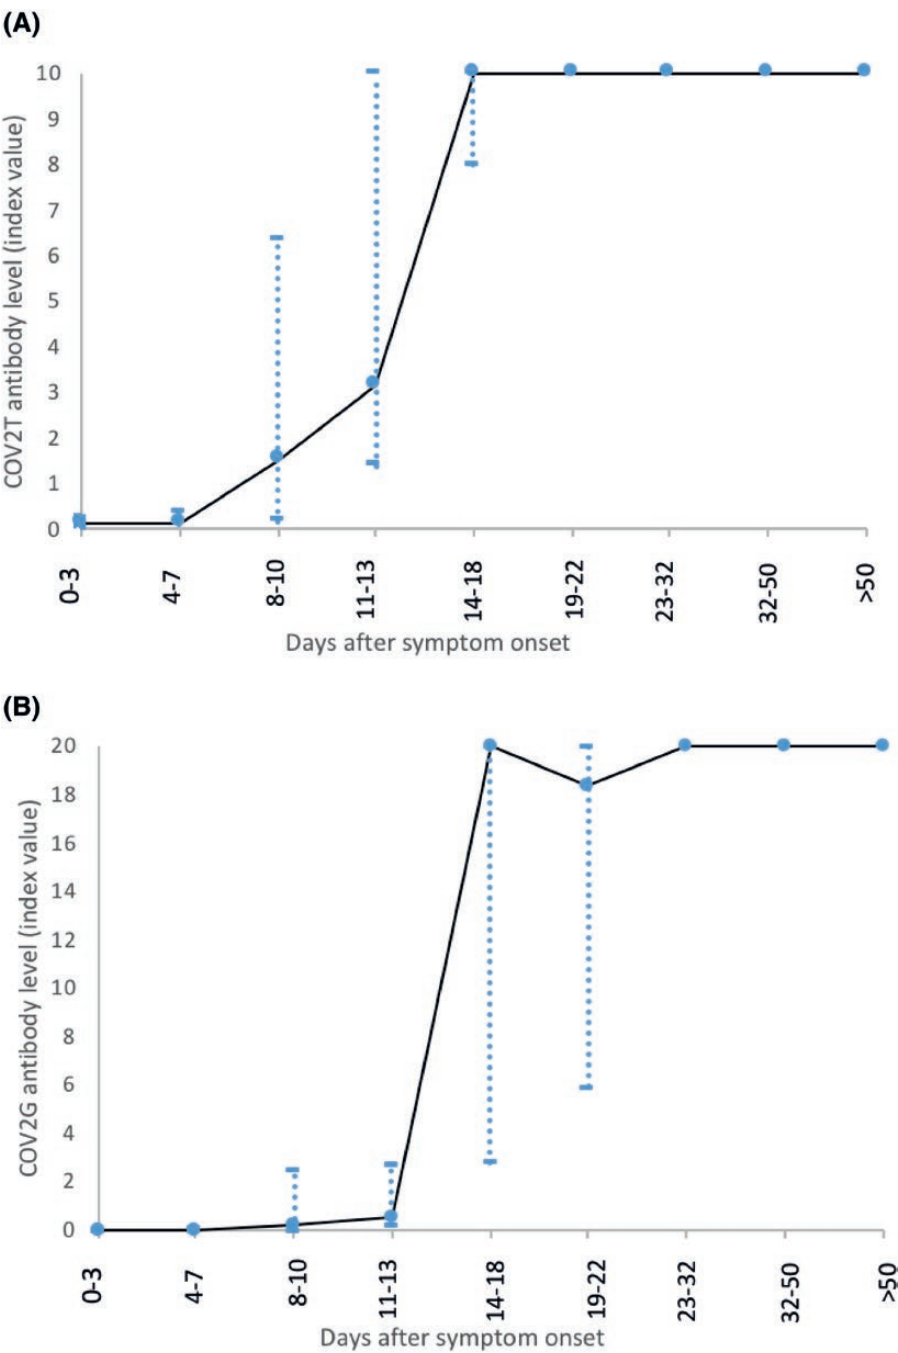 (A)
COV2T antibody level (index value)
10
9
8
7
6
5
4
3
2
1
0
0-3 4-7 8-10 11-13 14-18 19-22 23-32 32-50 >50
Days after symptom onset
(B)
COV2G antibody level (index value)
20
18
16
14
12
10
8
6
4
2
0
0-3 4-7 8-10 11-13 14-18 19-22 23-32 32-50 >50
Days after symptom onset